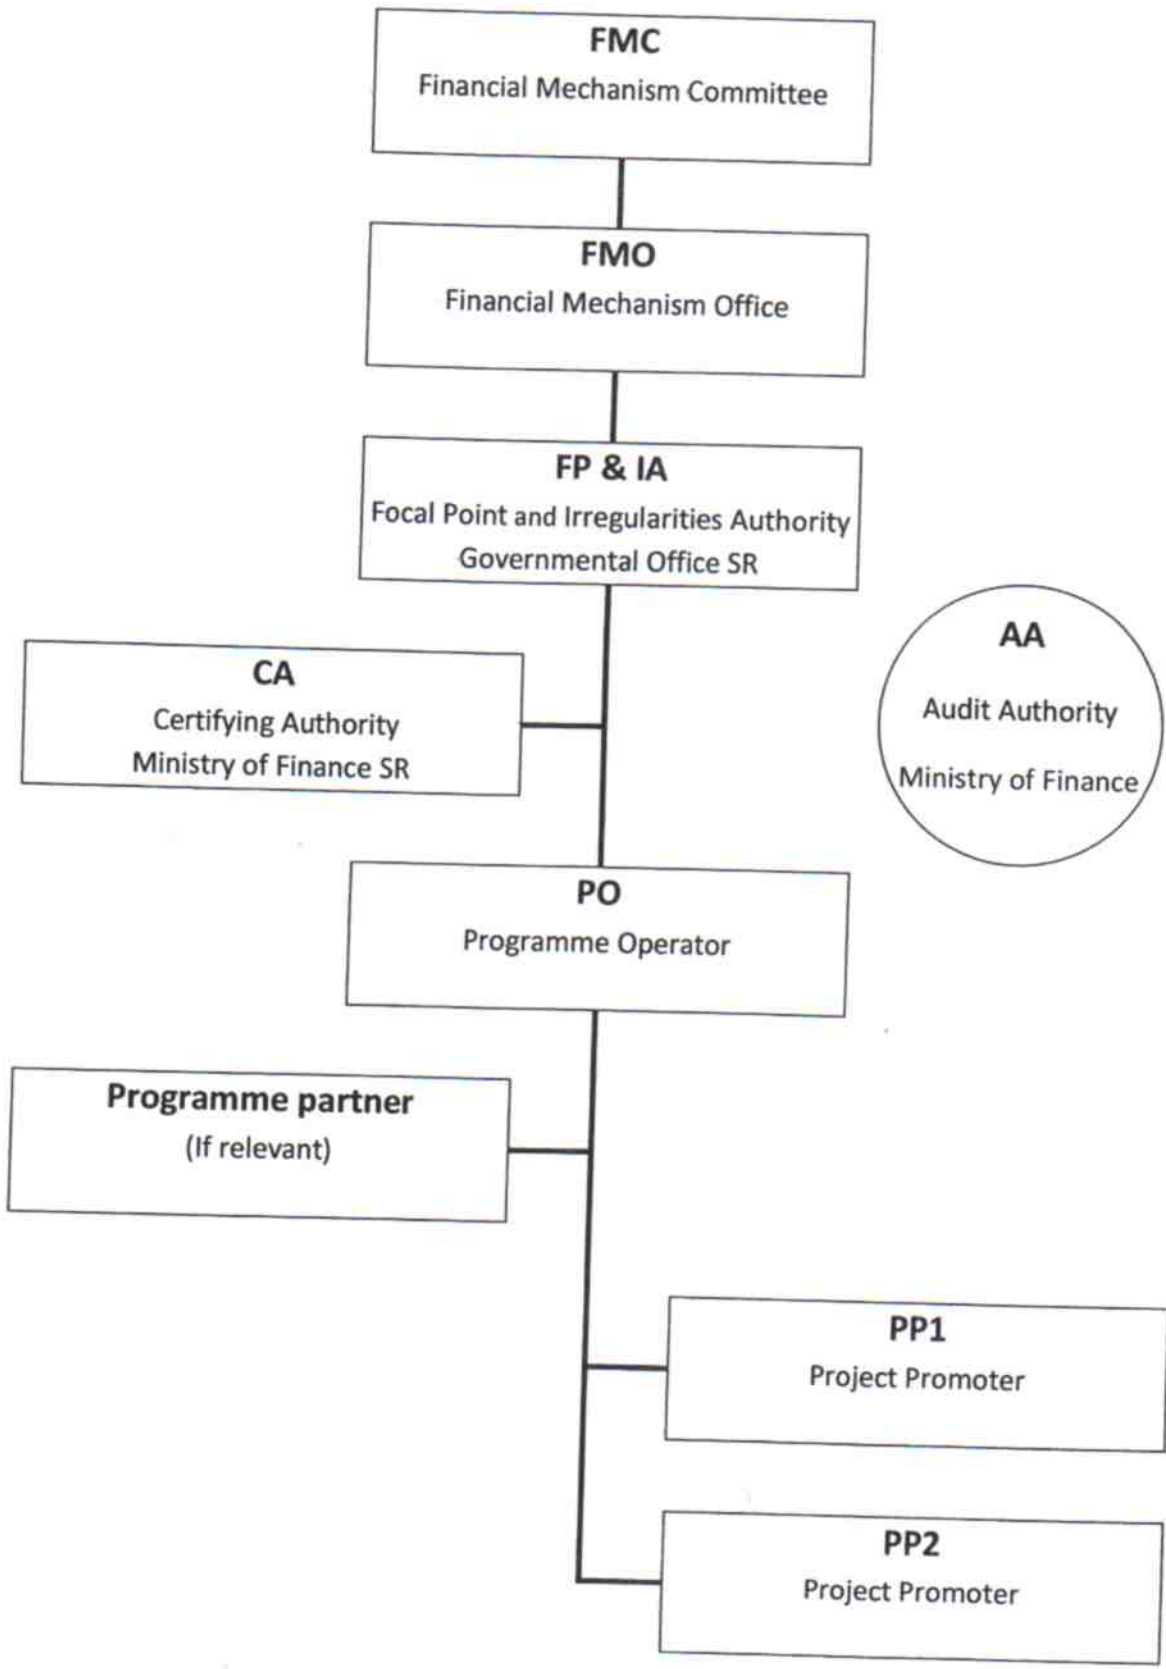 FMC
Financial Mechanism Committee
FMO
Financial Mechanism Office
FP & IA
Focal Point and Irregularities Authority
Governmental Office SR
CA
Certifying Authority
Ministry of Finance SR
AA
Audit Authority
Ministry of Finance
PO
Programme Operator
Programme partner
(If relevant)
PP1
Project Promoter
PP2
Project Promoter